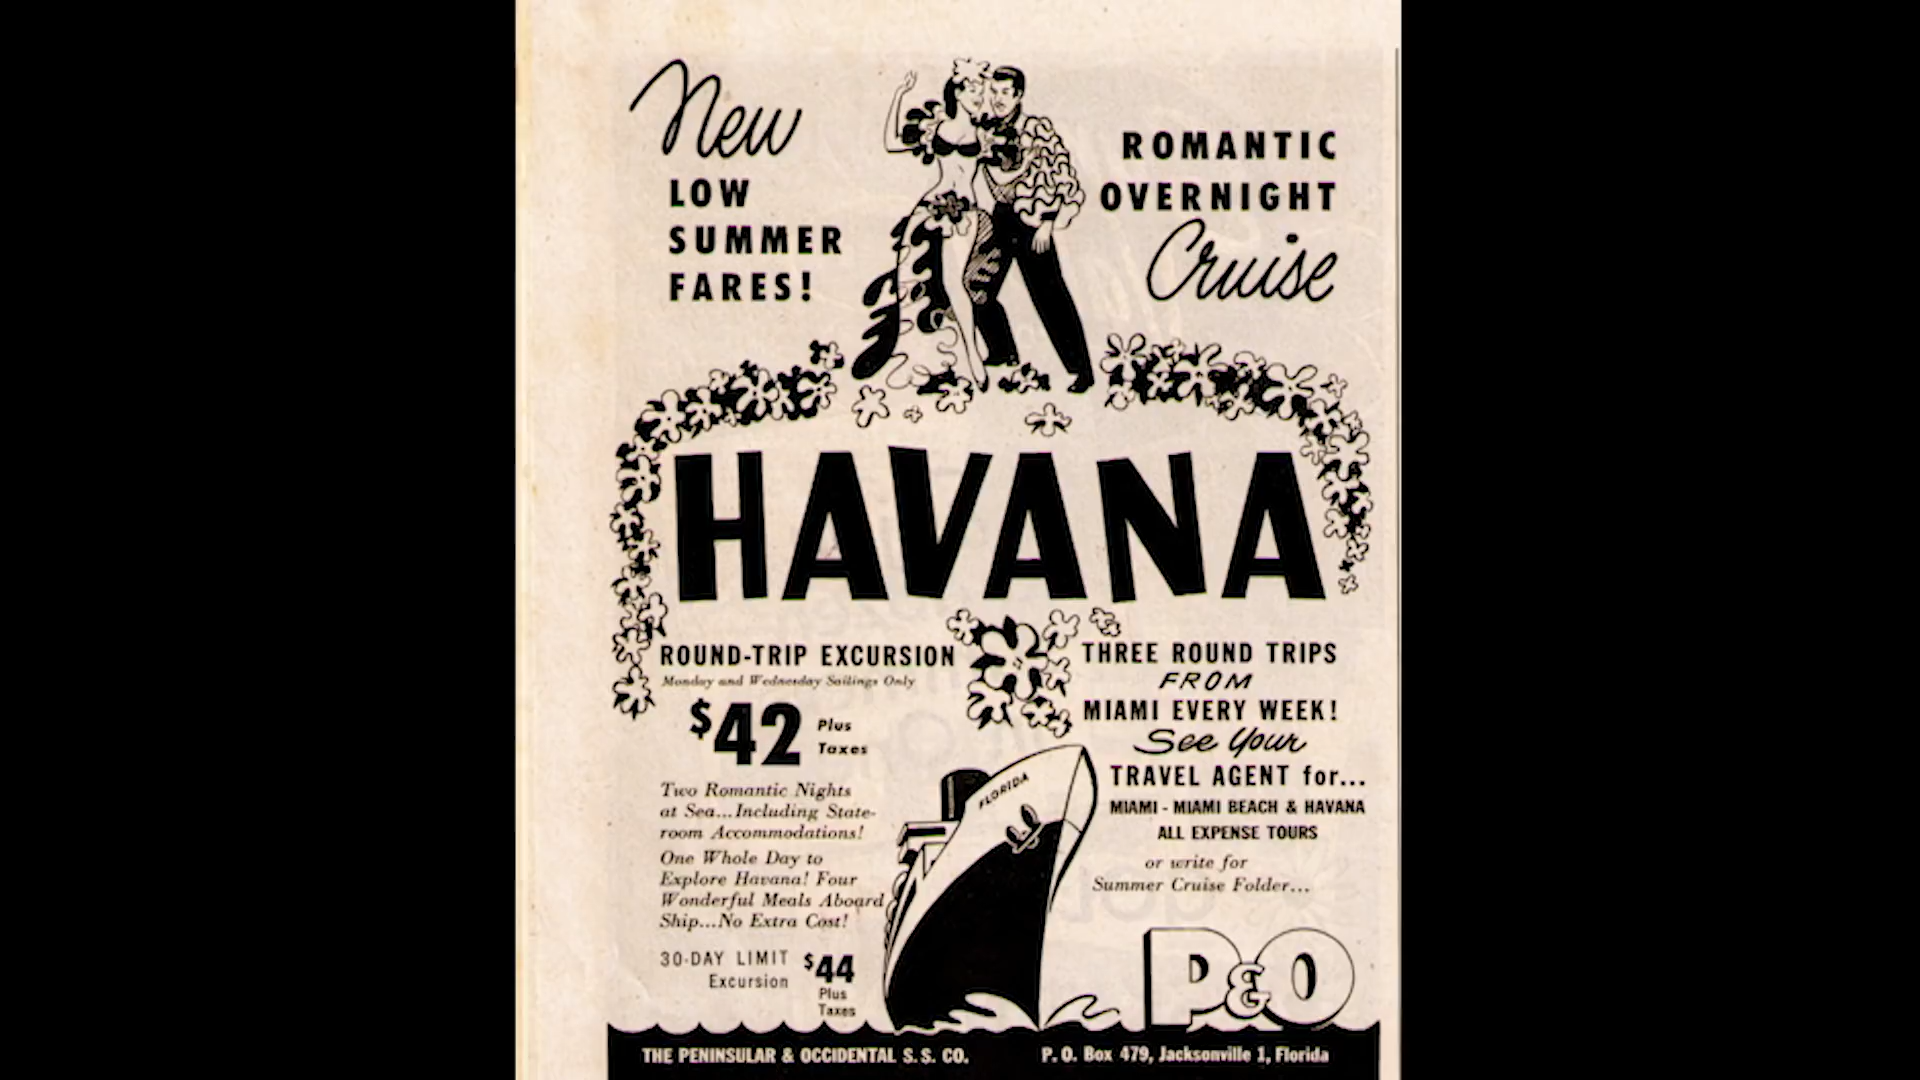 New
LOW
SUMMER
FARES!
ROMANTIC
OVERNIGHT
Cruise
HAVANA
ROUND-TRIP EXCURSION
Monday and Wednesday Sailings Only
$42 Plus
Taxes
Two Romantic Nights
at Sea...Including State-
room Accommodations!
One Whole Day to
Explore Havana! Four
Wonderful Meals Aboard
Ship...No Extra Cost!
30-DAY LIMIT
Excursion
$44
Plus
Taxes
THREE ROUND TRIPS
FROM
MIAMI EVERY WEEK!
See Your
TRAVEL AGENT for...
MIAMI - MIAMI BEACH & HAVANA
ALL EXPENSE TOURS
or write for
Summer Cruise Folder...
FLORIDA
P&O
THE PENINSULAR & OCCIDENTAL S. S. CO.
P. O. Box 479, Jacksonville 1, Florida